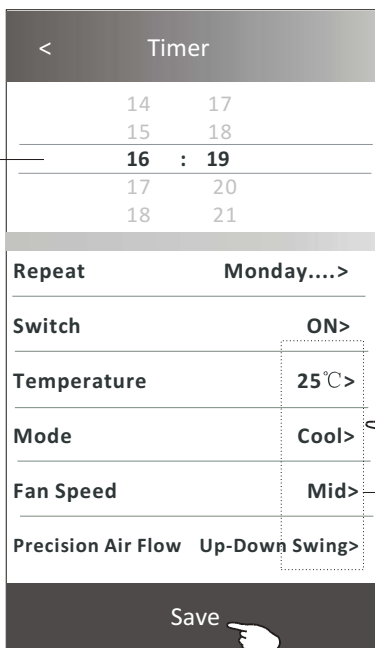 < Timer
14 17
15 18
16 : 19
17 20
18 21
Repeat Monday....>
Switch ON>
Temperature 25℃>
Mode Cool>
Fan Speed Mid>
Precision Air Flow Up-Down Swing>
Save